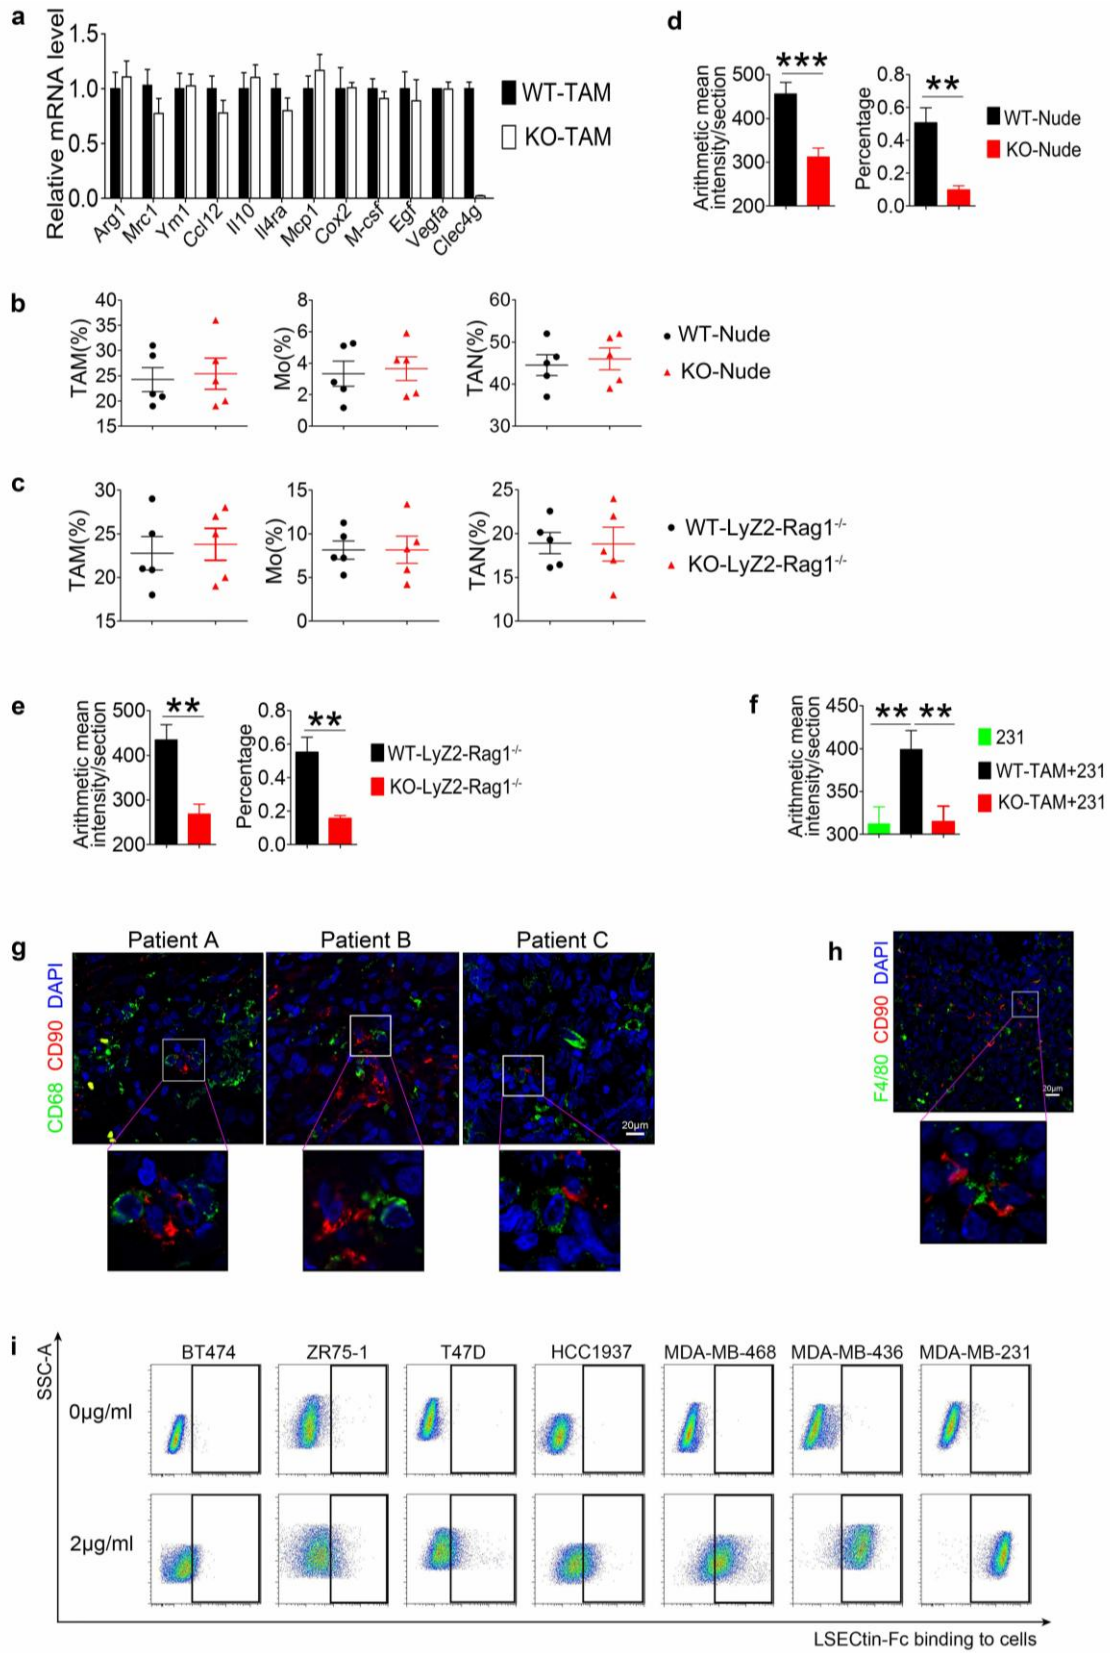 a
Relative mRNA level
1.5
1.0
0.5
0.0
Arg1
Mrc1
Ym1
Ccl12
Il10
Il4ra
Mcp1
Cox2
M-csf
Egf
Vegfa
Clec4g
WT-TAM
KO-TAM
d
Arithmetic mean
intensity/section
500
400
300
200
***
Percentage
0.8
0.6
0.4
0.2
0.0
**
WT-Nude
KO-Nude
b
TAM(%)
40
35
30
25
20
15
Mo(%)
8
6
4
2
0
TAN(%)
60
50
40
30
WT-Nude
KO-Nude
c
TAM(%)
30
25
20
15
Mo(%)
15
10
5
0
TAN(%)
25
20
15
10
WT-LyZ2-Rag1-/-
KO-LyZ2-Rag1-/-
e
Arithmetic mean
intensity/section
500
400
300
200
**
Percentage
0.8
0.6
0.4
0.2
0.0
**
WT-LyZ2-Rag1-/-
KO-LyZ2-Rag1-/-
f
Arithmetic mean
intensity/section
450
400
350
300
** **
231
WT-TAM+231
KO-TAM+231
g
Patient A
Patient B
Patient C
CD68 CD90 DAPI
20µm
h
F4/80 CD90 DAPI
20µm
i
SSC-A
BT474
ZR75-1
T47D
HCC1937
MDA-MB-468
MDA-MB-436
MDA-MB-231
0µg/ml
2µg/ml
LSECtin-Fc binding to cells